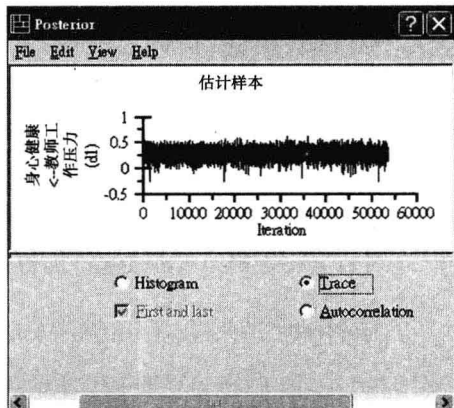 Posterior
File Edit View Help
估计样本
身心健康
<--教师工
作压力
(d1)
1
0.5
0
-0.5
0 10000 20000 30000 40000 50000 60000
Iteration
Histogram
Trace
First and last
Autocorrelation